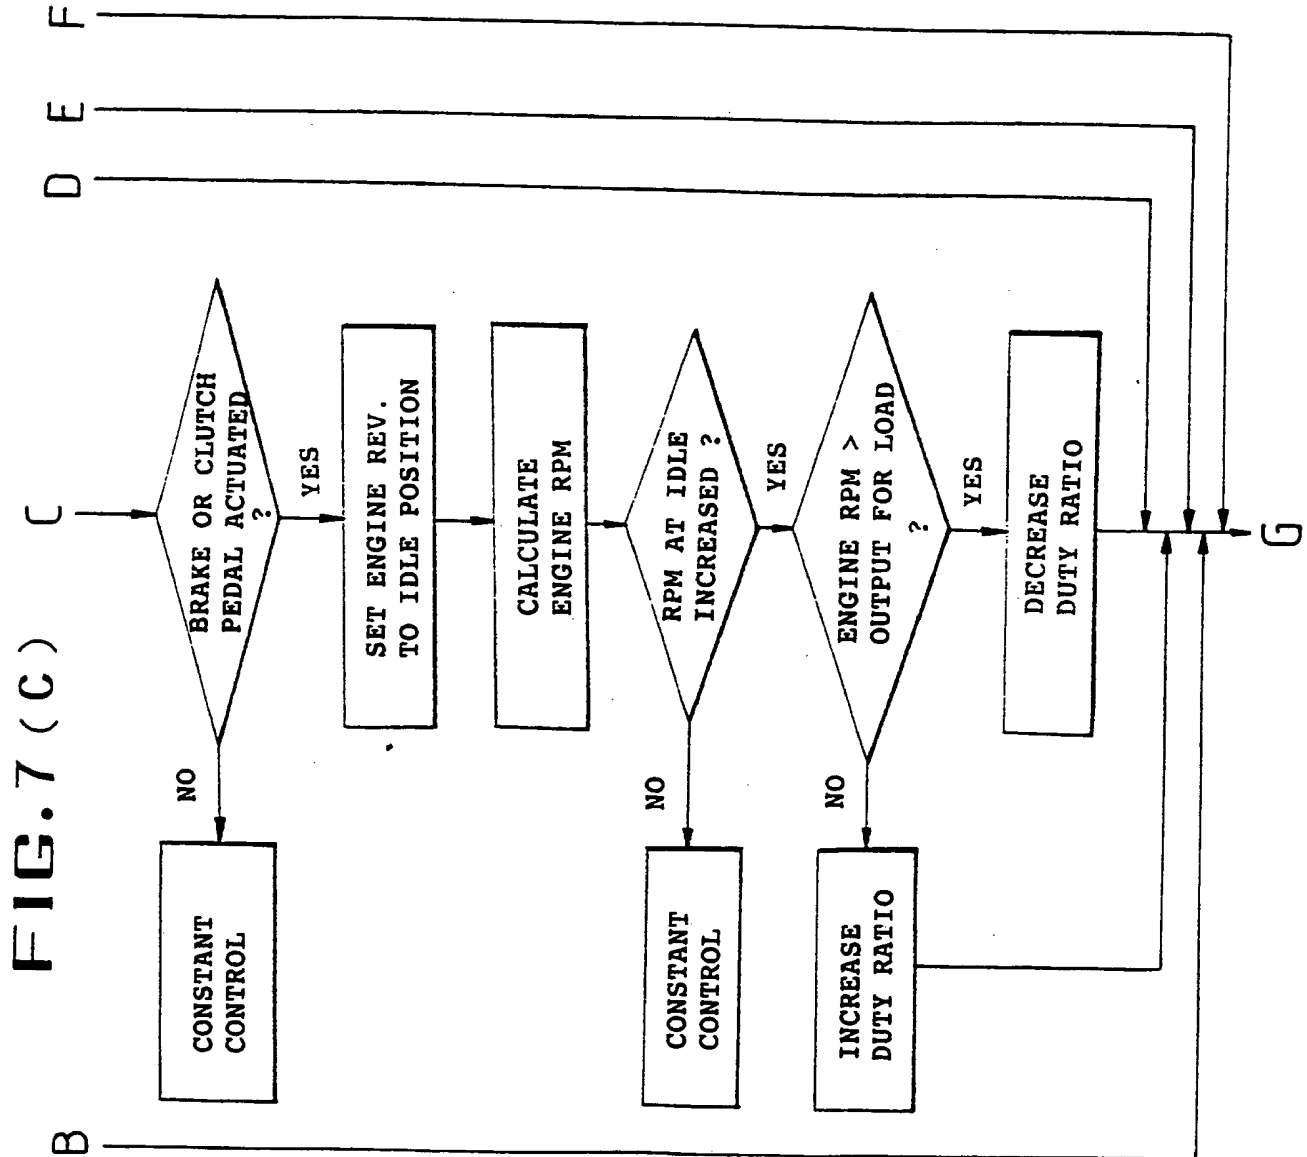 FIG.7 (C)
B
C
D
E
F
BRAKE OR CLUTCH
PEDAL ACTUATED
?
NO
CONSTANT
CONTROL
YES
SET ENGINE REV.
TO IDLE POSITION
CALCULATE
ENGINE RPM
RPM AT IDLE
INCREASED ?
NO
CONSTANT
CONTROL
YES
ENGINE RPM >
OUTPUT FOR LOAD
?
NO
INCREASE
DUTY RATIO
YES
DECREASE
DUTY RATIO
G